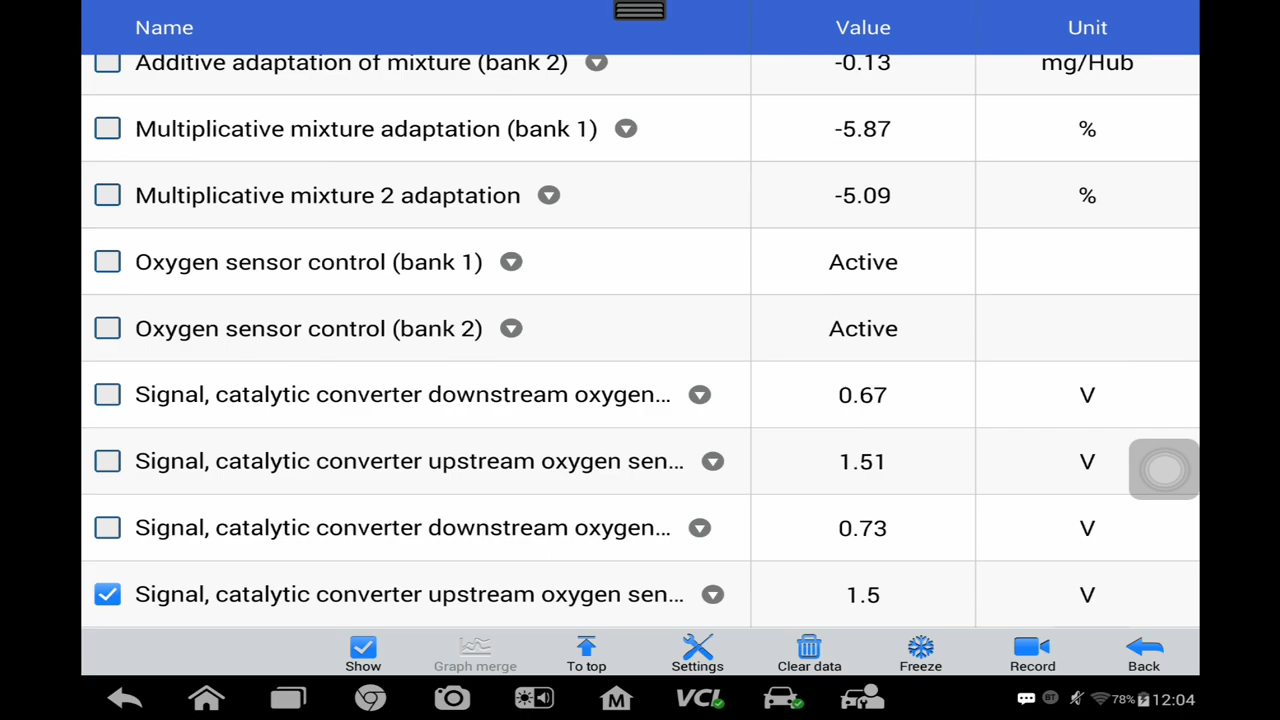 Name Value Unit
Additive adaptation of mixture (bank 2) -0.13 mg/Hub
Multiplicative mixture adaptation (bank 1) -5.87 %
Multiplicative mixture 2 adaptation -5.09 %
Oxygen sensor control (bank 1) Active
Oxygen sensor control (bank 2) Active
Signal, catalytic converter downstream oxygen... 0.67 V
Signal, catalytic converter upstream oxygen sen... 1.51 V
Signal, catalytic converter downstream oxygen... 0.73 V
Signal, catalytic converter upstream oxygen sen... 1.5 V
Show Graph merge To top Settings Clear data Freeze Record Back
M VCI BT 78% 12:04